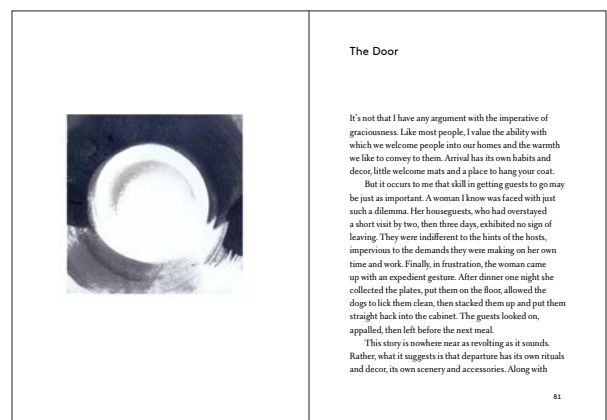 The Door
It's not that I have any argument with the imperative of
graciousness. Like most people, I value the ability with
which we welcome people into our homes and the warmth
we like to convey to them. Arrival has its own habits and
decor, little welcome mats and a place to hang your coat.
But it occurs to me that skill in getting guests to go may
be just as important. A woman I know was faced with just
such a dilemma. Her houseguests, who had overstayed
a short visit by two, then three days, exhibited no sign of
leaving. They were indifferent to the hints of the hosts,
impervious to the demands they were making on her own
time and work. Finally, in frustration, the woman came
up with an expedient gesture. After dinner one night she
collected the plates, put them on the floor, allowed the
dogs to lick them clean, then stacked them up and put them
straight back into the cabinet. The guests looked on,
appalled, then left before the next meal.
This story is nowhere near as revolting as it sounds.
Rather, what it suggests is that departure has its own rituals
and decor, its own scenery and accessories. Along with
81